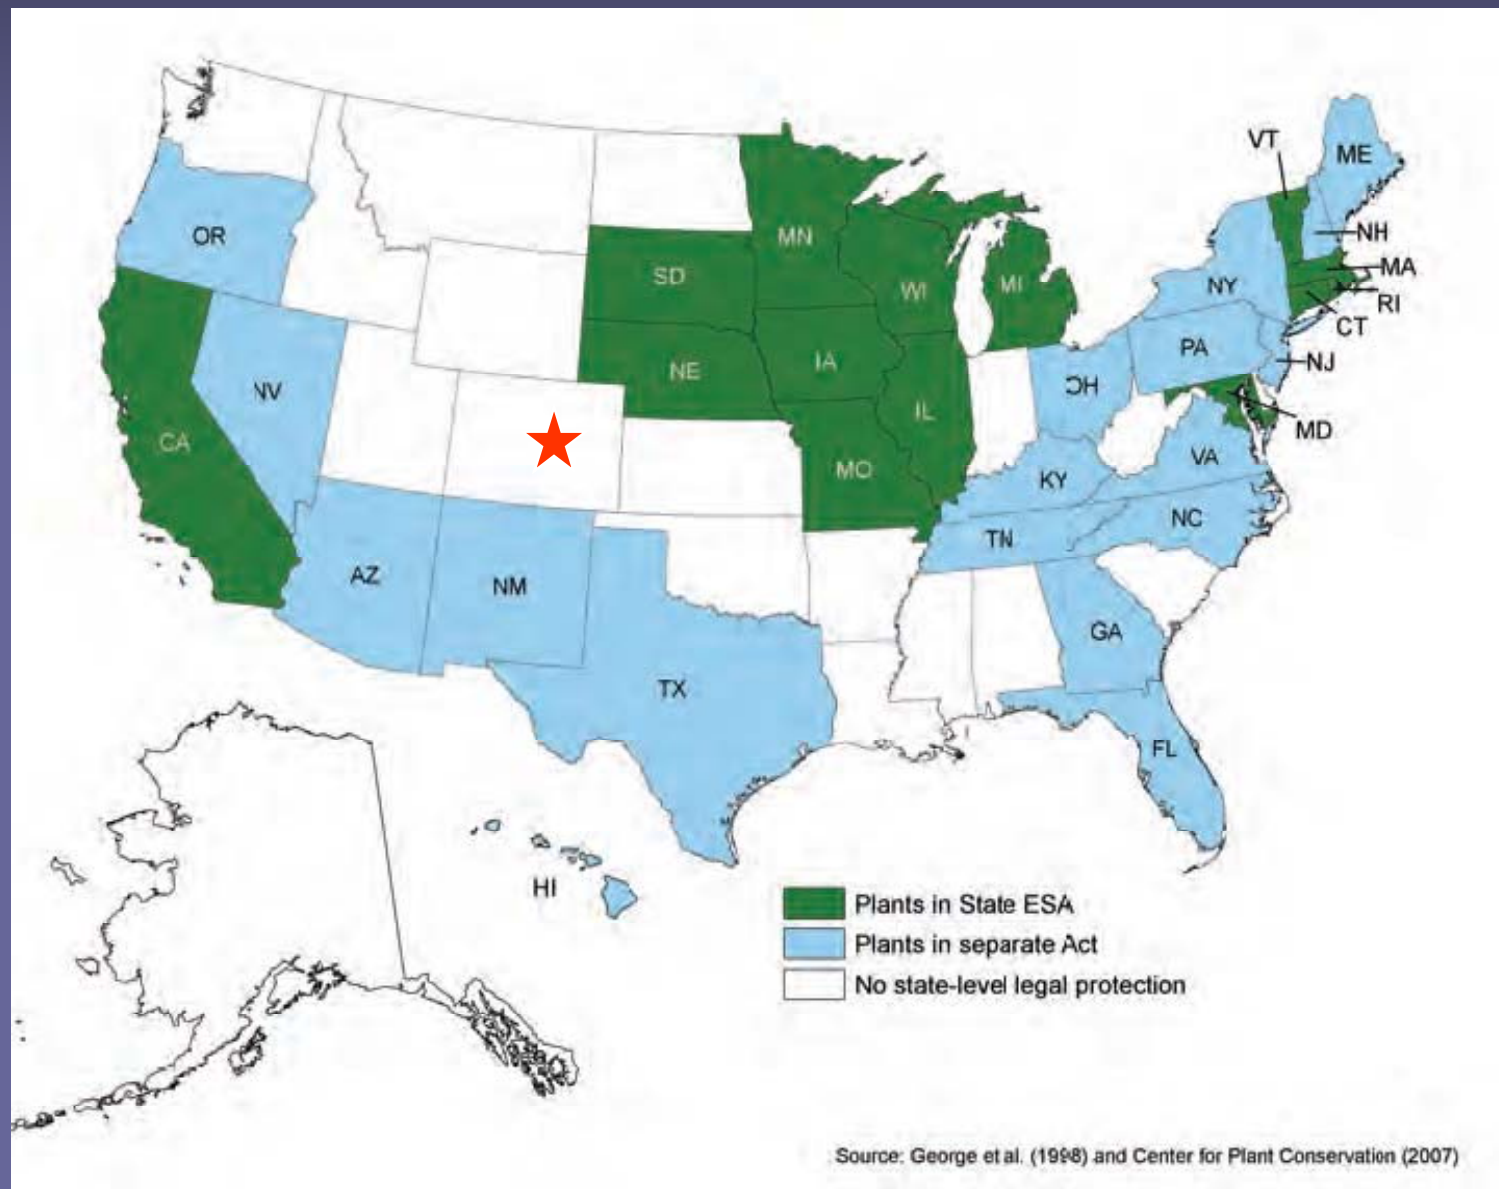 VT
ME
OR
MN
NH
SD
WI
MI
NY
MA
RI
CT
NE
IA
PA
NJ
NV
OH
CA
IL
MD
MO
KY
VA
TN
NC
AZ
NM
GA
TX
FL
HI
Plants in State ESA
Plants in separate Act
No state-level legal protection
Source: George et al. (1998) and Center for Plant Conservation (2007)